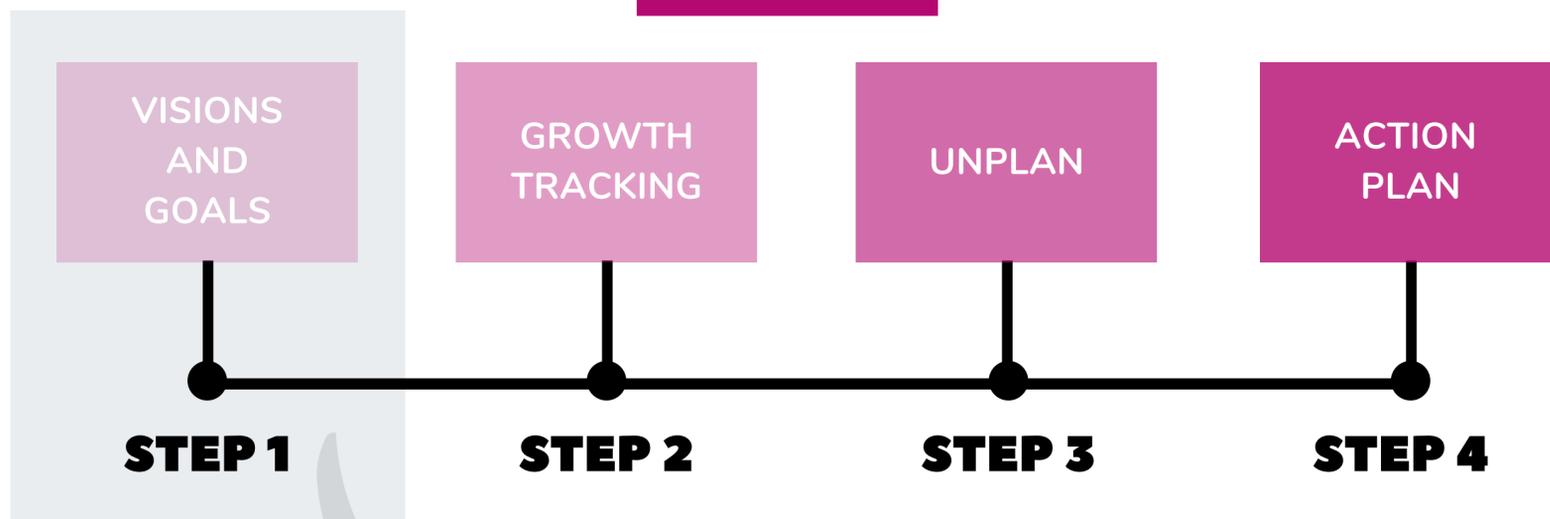 VISIONS
AND
GOALS
GROWTH
TRACKING
UNPLAN
ACTION
PLAN
STEP 1
STEP 2
STEP 3
STEP 4